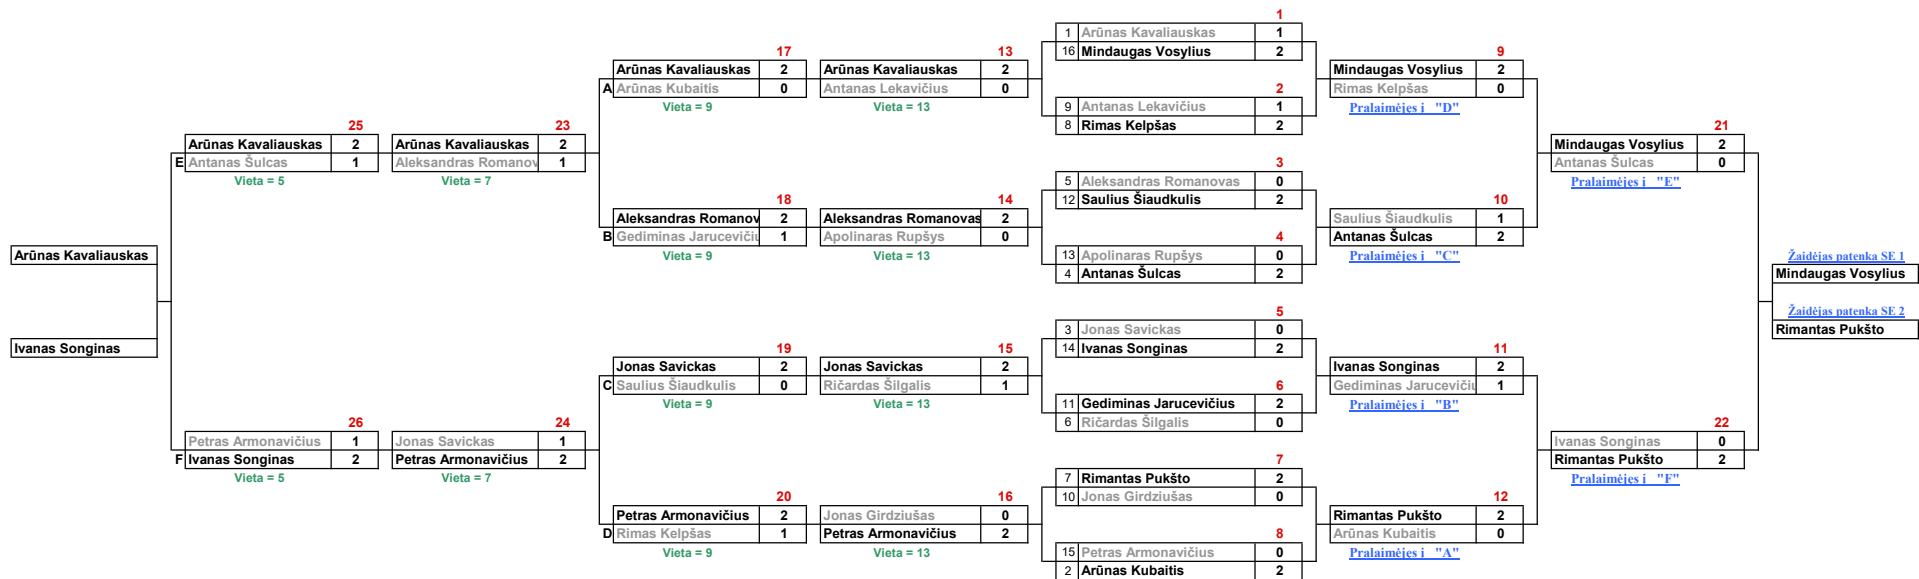 1
1 Arūnas Kavaliauskas 1
17 13 16 Mindaugas Vosylius 2 9
Arūnas Kavaliauskas 2 Arūnas Kavaliauskas 2 Mindaugas Vosylius 2
A Arūnas Kubaitis 0 Antanas Lekavičius 0 2 Rimas Kelpšas 0
Vieta = 9 Vieta = 13 9 Antanas Lekavičius 1 Pralaimėjęs į "D"
25 23 8 Rimas Kelpšas 2 21
Arūnas Kavaliauskas 2 Arūnas Kavaliauskas 2 Mindaugas Vosylius 2
E Antanas Šulcas 1 Aleksandras Romanov 1 3 Antanas Šulcas 0
Vieta = 5 Vieta = 7 5 Aleksandras Romanovas 0 Pralaimėjęs į "E"
18 14 12 Saulius Šiaudkulis 2 10
Aleksandras Romanov 2 Aleksandras Romanovas 2 Saulius Šiaudkulis 1
B Gediminas Jarucevičiu 1 Apolinaras Rupšys 0 4 Antanas Šulcas 2
Arūnas Kavaliauskas Vieta = 9 Vieta = 13 13 Apolinaras Rupšys 0 Pralaimėjęs į "C" Žaidėjas patenka SE 1
4 Antanas Šulcas 2 Mindaugas Vosylius
5 Žaidėjas patenka SE 2
3 Jonas Savickas 0 Rimantas Pukšto
Ivanas Songinas 19 15 14 Ivanas Songinas 2 11
Jonas Savickas 2 Jonas Savickas 2 Ivanas Songinas 2
C Saulius Šiaudkulis 0 Ričardas Šilgalis 1 6 Gediminas Jarucevičiu 1
Vieta = 9 Vieta = 13 11 Gediminas Jarucevičius 2 Pralaimėjęs į "B"
26 24 6 Ričardas Šilgalis 0 22
Petras Armonavičius 1 Jonas Savickas 1 Ivanas Songinas 0
F Ivanas Songinas 2 Petras Armonavičius 2 7 Rimantas Pukšto 2
Vieta = 5 Vieta = 7 7 Rimantas Pukšto 2 Pralaimėjęs į "F"
20 16 10 Jonas Girdziušas 0 12
Petras Armonavičius 2 Jonas Girdziušas 0 Rimantas Pukšto 2
D Rimas Kelpšas 1 Petras Armonavičius 2 8 Arūnas Kubaitis 0
Vieta = 9 Vieta = 13 15 Petras Armonavičius 0 Pralaimėjęs į "A"
2 Arūnas Kubaitis 2